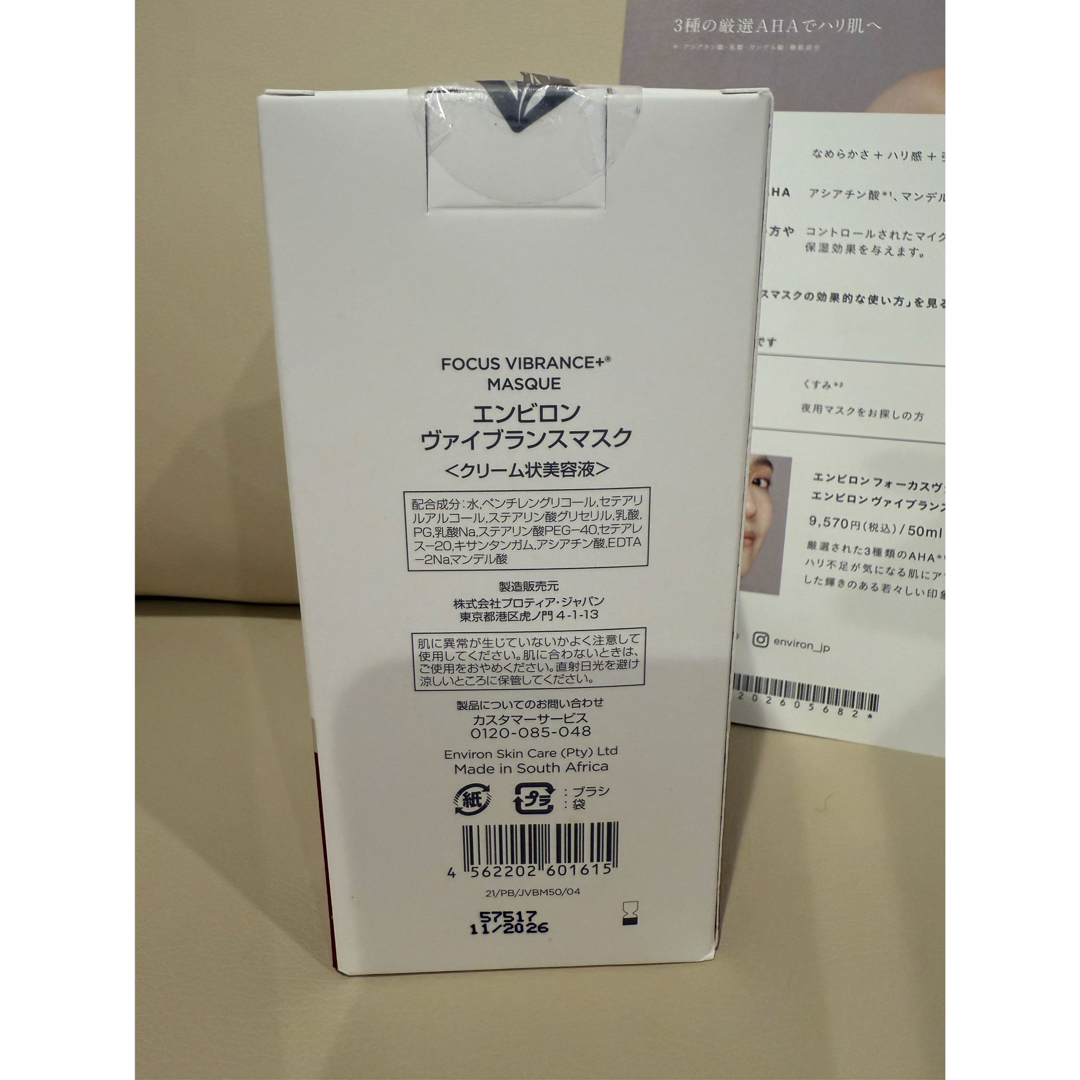 3種の厳選AHAでハリ肌へ
FOCUS VIBRANCE+®
MASQUE
エンビロン
ヴァイブランスマスク
<クリーム状美容液>
配合成分:水,ペンチレングリコール,セテアリ
ルアルコール,ステアリン酸グリセリル,乳酸,
PG,乳酸Na,ステアリン酸PEG-40,セテアレ
ス-20,キサンタンガム,アシアチン酸,EDTA
-2Na,マンデル酸
製造販売元
株式会社プロティア・ジャパン
東京都港区虎ノ門4-1-13
肌に異常が生じていないかよく注意して
使用してください。肌に合わないときは、
ご使用をおやめください。直射日光を避け
涼しいところに保管してください。
製品についてのお問い合わせ
カスタマーサービス
0120-085-048
Environ Skin Care (Pty) Ltd
Made in South Africa
紙 プラ :ブラシ
:袋
4 562202 601615
21/PB/JVBM50/04
57517
11/2026
なめらかさ+ハリ感+
HA アシアチン酸*1、マンデル
方や コントロールされたマイク
保湿効果を与えます。
スマスクの効果的な使い方」を見る
です
くすみ*2
夜用マスクをお探しの方
エンビロン フォーカスヴ
エンビロン ヴァイブランス
9,570円(税込)/50ml
厳選された3種類のAHA*
ハリ不足が気になる肌にア
した輝きのある若々しい印象
environ_jp
202605682*